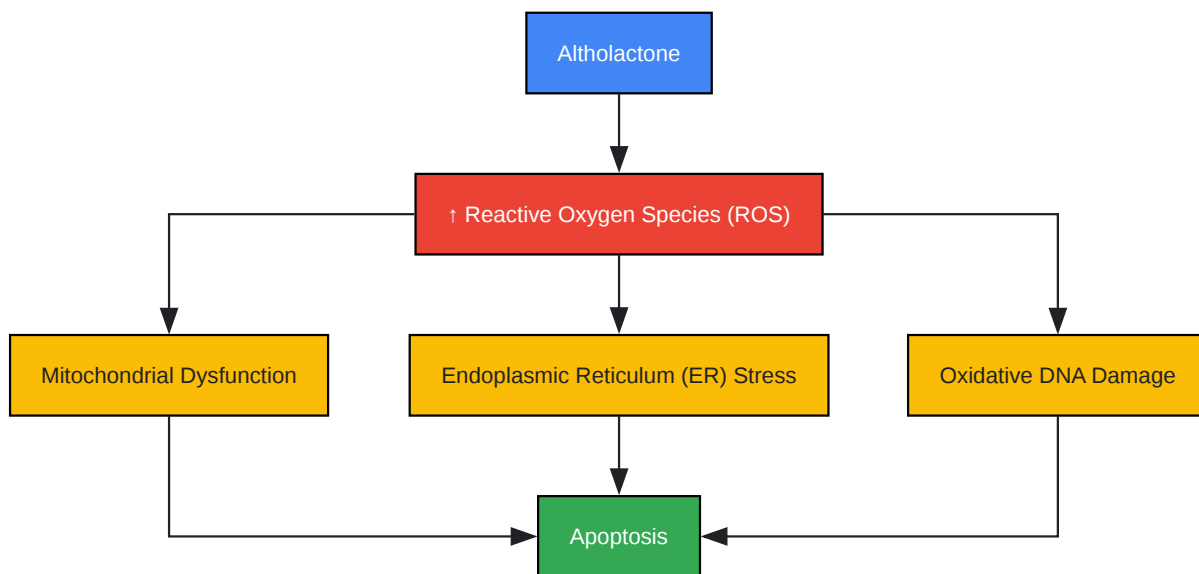 Altholactone
↑ Reactive Oxygen Species (ROS)
Mitochondrial Dysfunction
Endoplasmic Reticulum (ER) Stress
Oxidative DNA Damage
Apoptosis